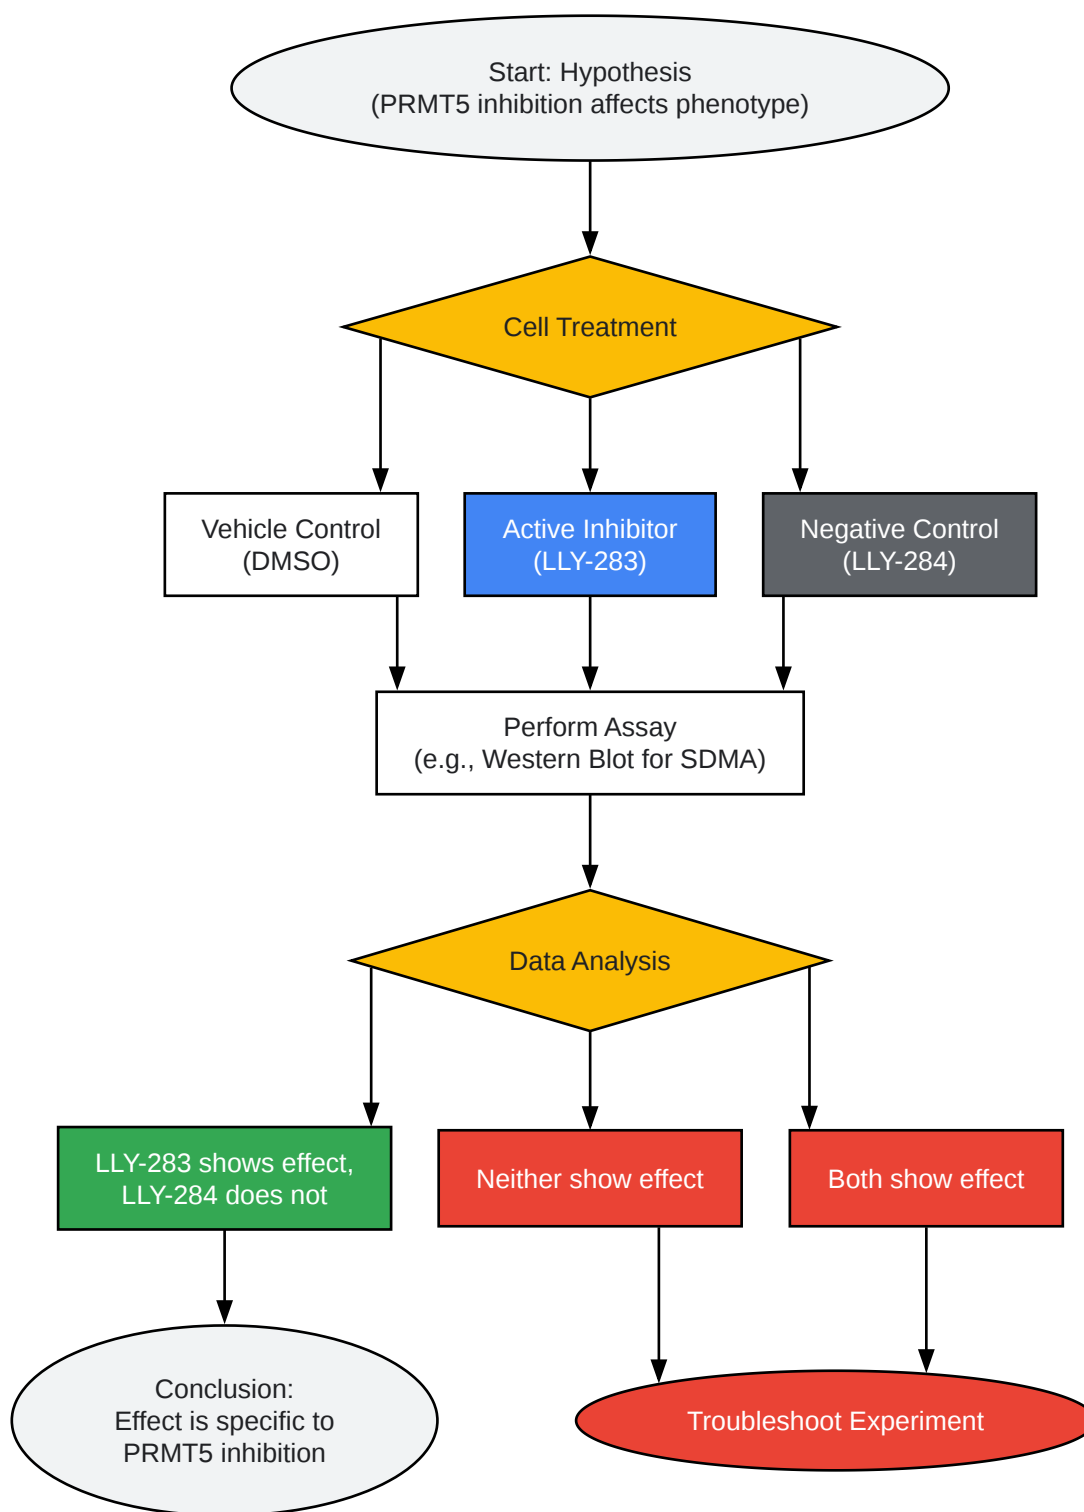 Start: Hypothesis
(PRMT5 inhibition affects phenotype)
Cell Treatment
Vehicle Control
(DMSO)
Active Inhibitor
(LLY-283)
Negative Control
(LLY-284)
Perform Assay
(e.g., Western Blot for SDMA)
Data Analysis
LLY-283 shows effect,
LLY-284 does not
Neither show effect
Both show effect
Conclusion:
Effect is specific to
PRMT5 inhibition
Troubleshoot Experiment